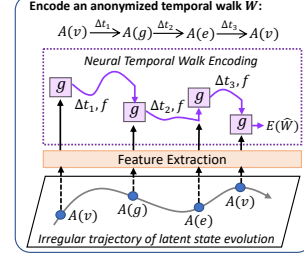 Encode an anonymized temporal walk W:
A(v) Δt₁→ A(g) Δt₂→ A(e) Δt₃→ A(v)
Neural Temporal Walk Encoding
g g g g
Δt₁, f Δt₂, f Δt₃, f E(Ŵ)
Feature Extraction
A(v) A(g) A(e) A(v)
Irregular trajectory of latent state evolution